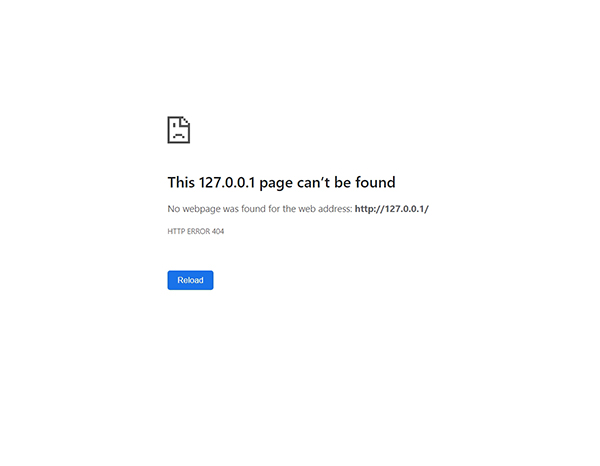 This 127.0.0.1 page can’t be found
No webpage was found for the web address: http://127.0.0.1/
HTTP ERROR 404
Reload